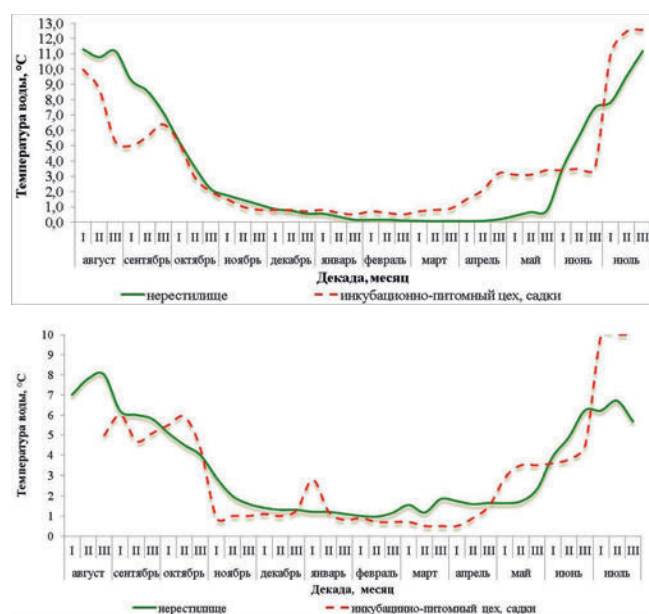 Температура воды, °С
13,0
12,0
11,0
10,0
9,0
8,0
7,0
6,0
5,0
4,0
3,0
2,0
1,0
0,0
I II III I II III I II III I II III I II III I II III I II III I II III I II III I II III I II III I II III
август сентябрь октябрь ноябрь декабрь январь февраль март апрель май июнь июль
Декада, месяц
нерестилище инкубационно-питомный цех, садки
Температура воды, °С
10
9
8
7
6
5
4
3
2
1
0
I II III I II III I II III I II III I II III I II III I II III I II III I II III I II III I II III I II III
август сентябрь октябрь ноябрь декабрь январь февраль март апрель май июнь июль
Декада, месяц
нерестилище инкубацинно-питомный цех, садки